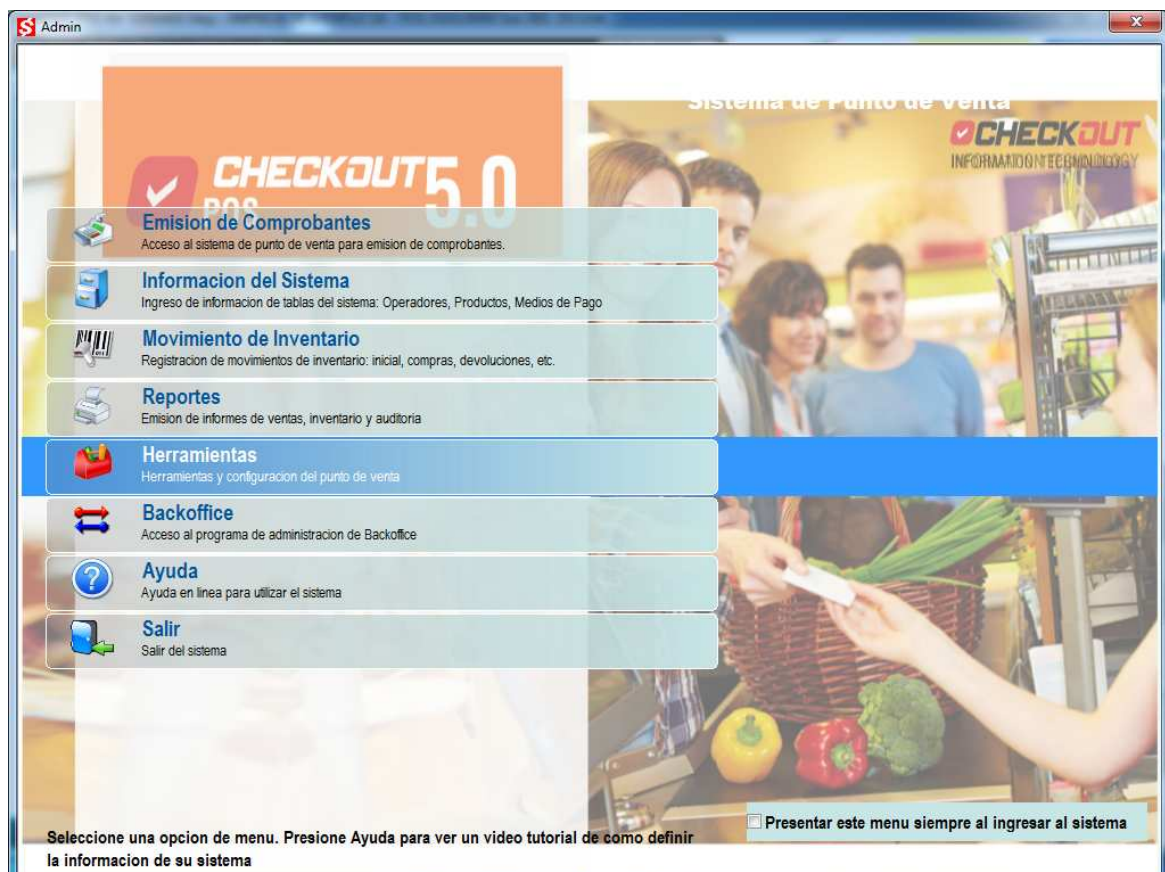 Admin
Sistema de Punto de Venta
CHECKOUT
INFORMATION TECHNOLOGY
CHECKOUT 5.0
POS
Emision de Comprobantes
Acceso al sistema de punto de venta para emision de comprobantes.
Informacion del Sistema
Ingreso de informacion de tablas del sistema: Operadores, Productos, Medios de Pago
Movimiento de Inventario
Registracion de movimientos de inventario: inicial, compras, devoluciones, etc.
Reportes
Emision de informes de ventas, inventario y auditoria
Herramientas
Herramientas y configuracion del punto de venta
Backoffice
Acceso al programa de administracion de Backoffice
Ayuda
Ayuda en linea para utilizar el sistema
Salir
Salir del sistema
Presentar este menu siempre al ingresar al sistema
Seleccione una opcion de menu. Presione Ayuda para ver un video tutorial de como definir
la informacion de su sistema